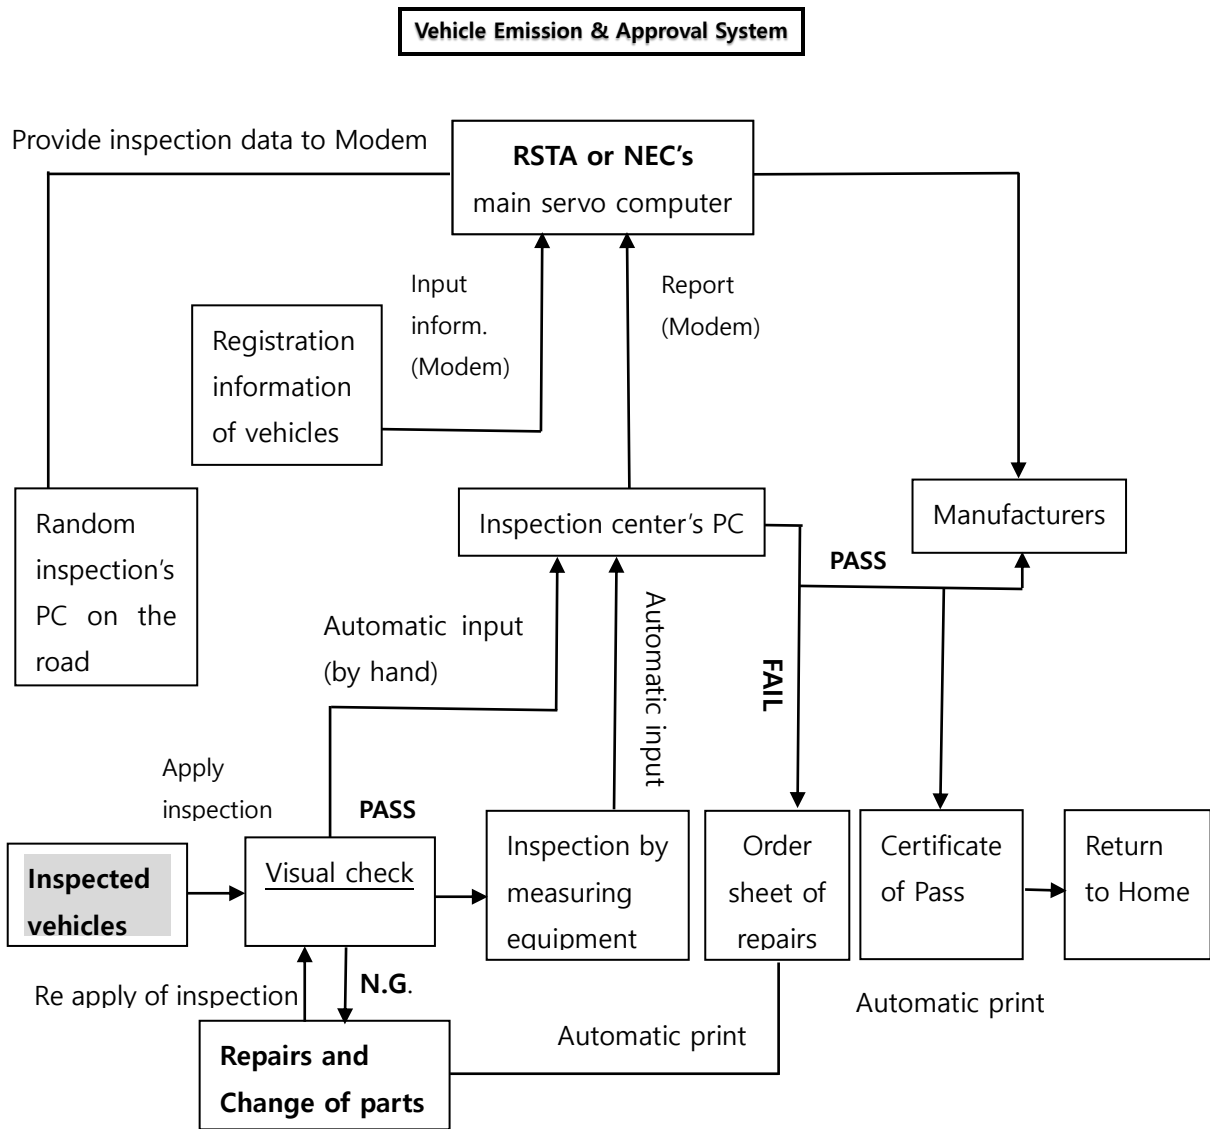 Vehicle Emission & Approval System
Provide inspection data to Modem
RSTA or NEC's
main servo computer
Input
inform.
(Modem)
Report
(Modem)
Registration
information
of vehicles
Random
inspection's
PC on the
road
Inspection center's PC
Manufacturers
PASS
Automatic input
(by hand)
Automatic input
FAIL
Apply
inspection
PASS
Inspected
vehicles
Visual check
Inspection by
measuring
equipment
Order
sheet of
repairs
Certificate
of Pass
Return
to Home
Re apply of inspection
N.G.
Automatic print
Automatic print
Repairs and
Change of parts